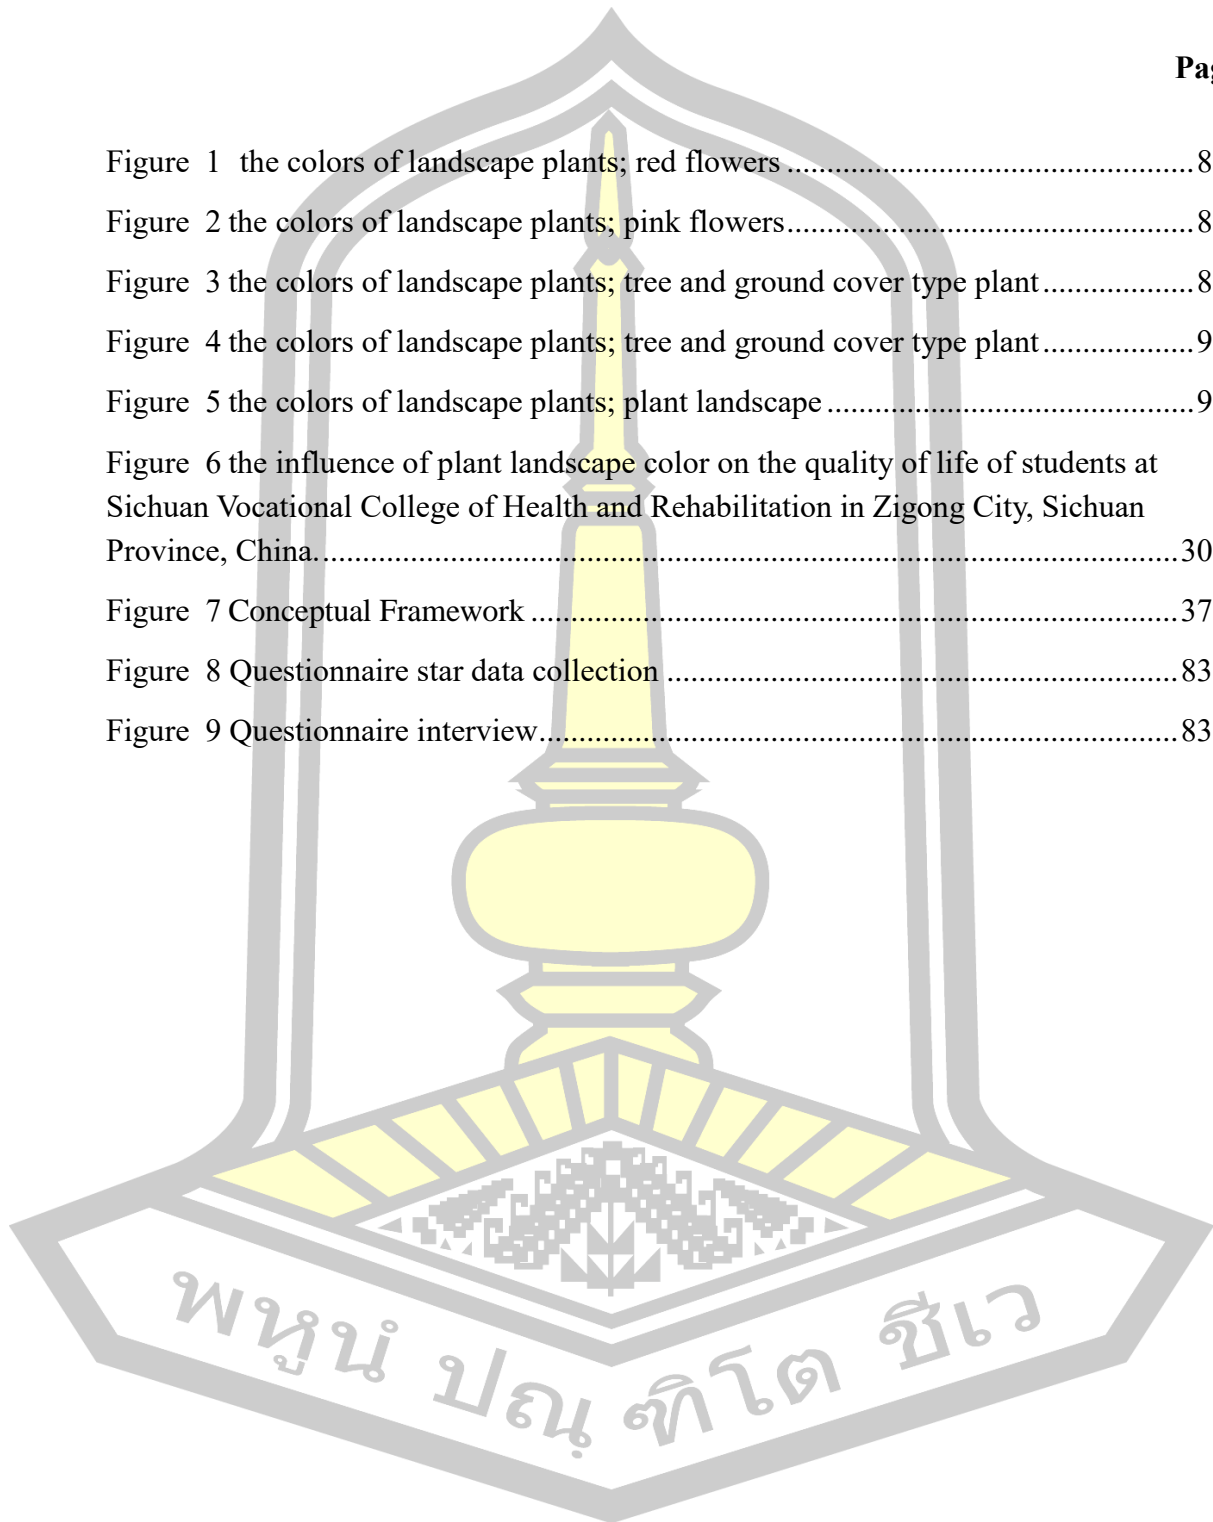 Pag
Figure 1 the colors of landscape plants; red flowers ................................................8
Figure 2 the colors of landscape plants; pink flowers................................................8
Figure 3 the colors of landscape plants; tree and ground cover type plant..................8
Figure 4 the colors of landscape plants; tree and ground cover type plant..................9
Figure 5 the colors of landscape plants; plant landscape ............................................9
Figure 6 the influence of plant landscape color on the quality of life of students at
Sichuan Vocational College of Health and Rehabilitation in Zigong City, Sichuan
Province, China.......................................................................................................30
Figure 7 Conceptual Framework .............................................................................37
Figure 8 Questionnaire star data collection .............................................................83
Figure 9 Questionnaire interview............................................................................83
พหูนํ ปณฺ ฑิโต ชีเว